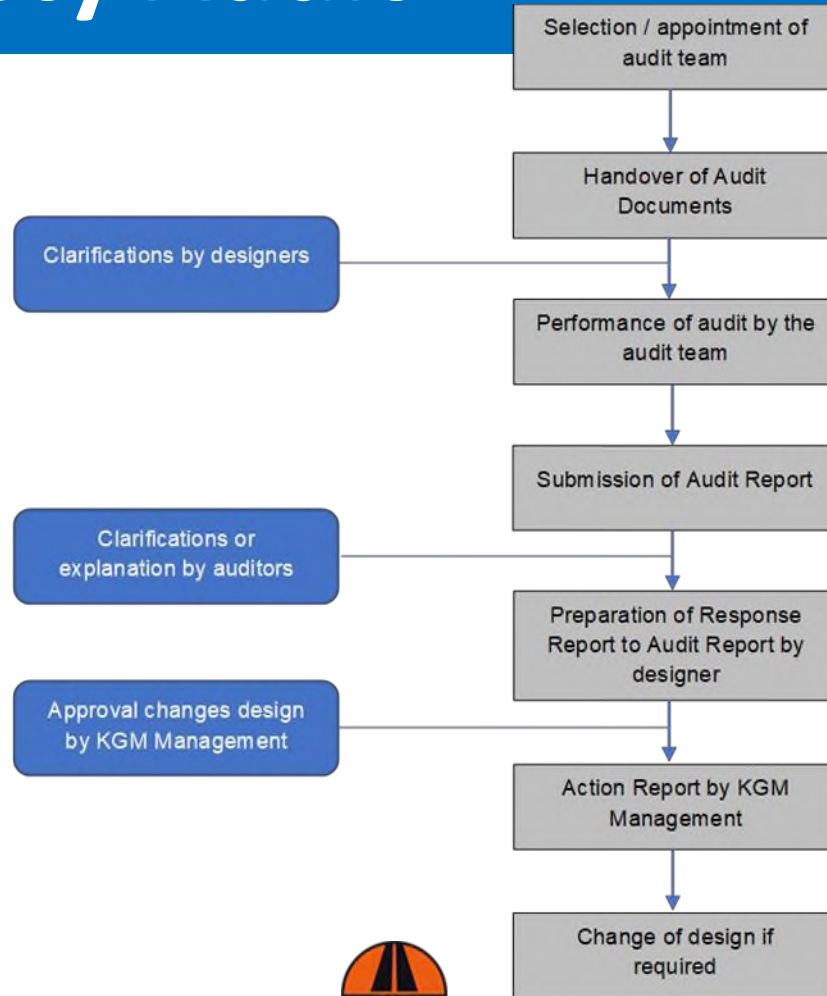 Selection / appointment of
audit team
Handover of Audit
Documents
Clarifications by designers
Performance of audit by the
audit team
Submission of Audit Report
Clarifications or
explanation by auditors
Preparation of Response
Report to Audit Report by
designer
Approval changes design
by KGM Management
Action Report by KGM
Management
Change of design if
required